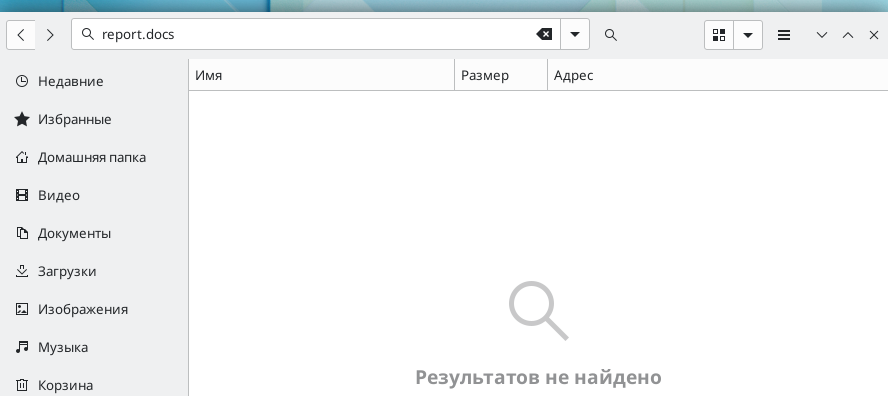 report.docs
Недавние
Избранные
Домашняя папка
Видео
Документы
Загрузки
Изображения
Музыка
Корзина
Имя Размер Адрес
Результатов не найдено